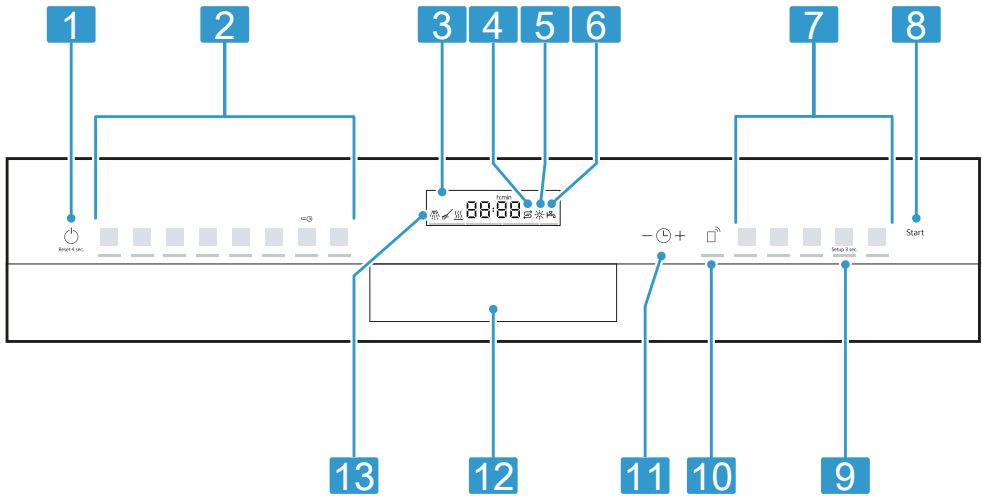 1 2 3 4 5 6 7 8
h:min
88:88
Reset 4 sec.
− +
Setup 3 sec.
Start
13 12 11 10 9